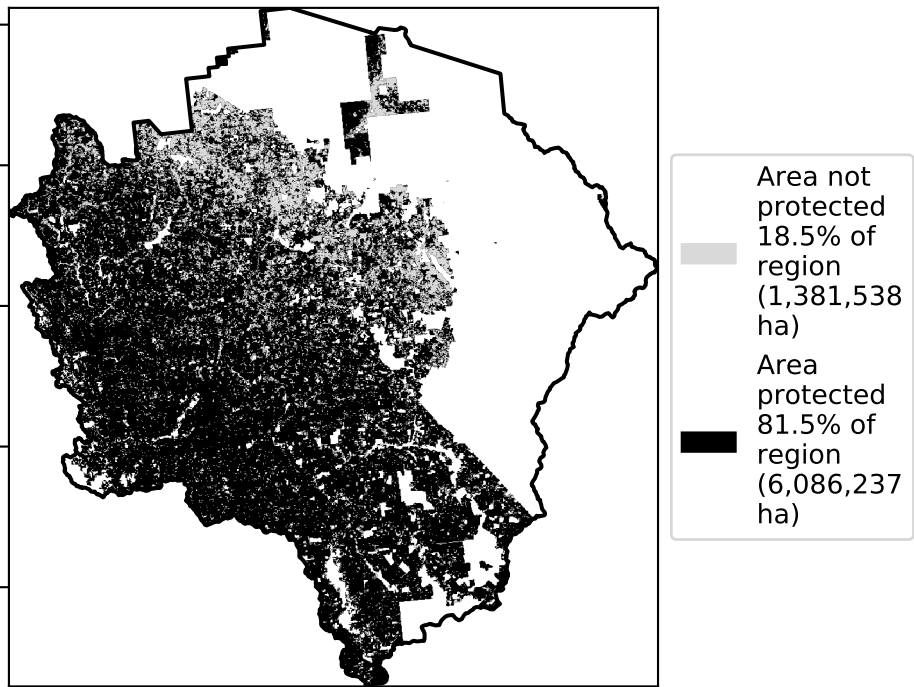 Area not
protected
18.5% of
region
(1,381,538
ha)
Area
protected
81.5% of
region
(6,086,237
ha)